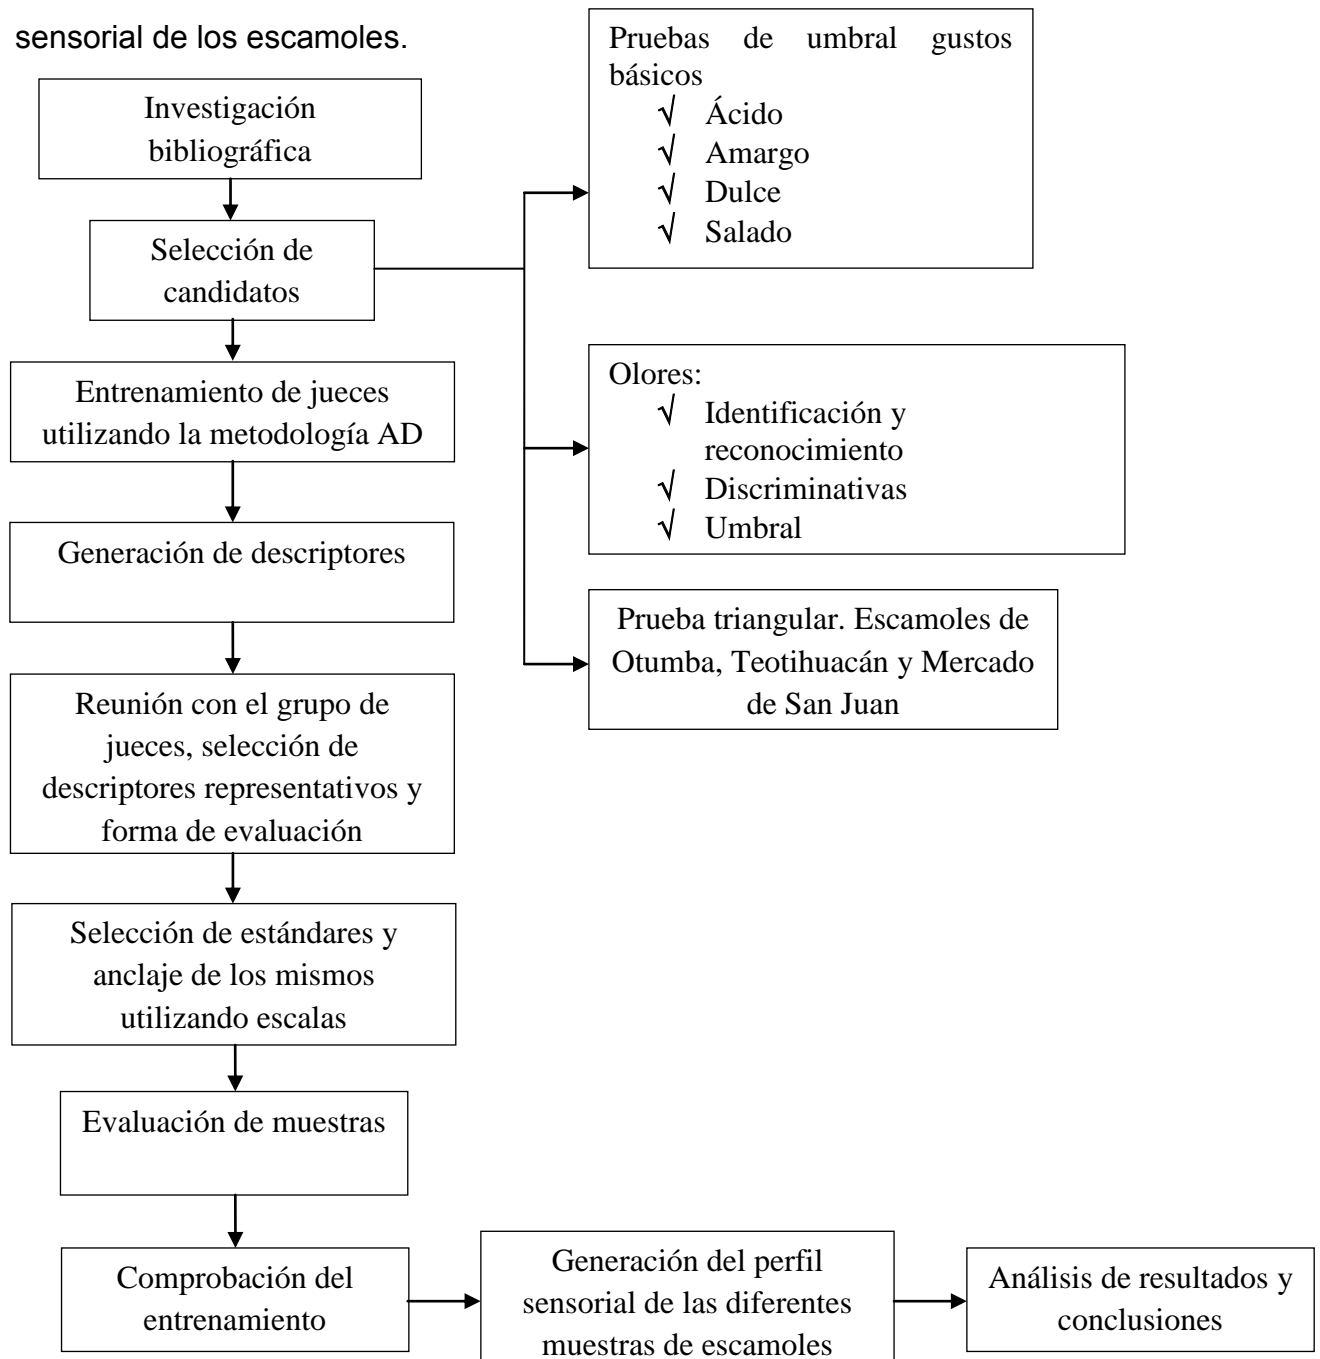 sensorial de los escamoles.
Investigación
bibliográfica
Selección de
candidatos
Entrenamiento de jueces
utilizando la metodología AD
Generación de descriptores
Reunión con el grupo de
jueces, selección de
descriptores representativos y
forma de evaluación
Selección de estándares y
anclaje de los mismos
utilizando escalas
Evaluación de muestras
Comprobación del
entrenamiento
Generación del perfil
sensorial de las diferentes
muestras de escamoles
Análisis de resultados y
conclusiones
Pruebas de umbral gustos
básicos
√ Ácido
√ Amargo
√ Dulce
√ Salado
Olores:
√ Identificación y
reconocimiento
√ Discriminativas
√ Umbral
Prueba triangular. Escamoles de
Otumba, Teotihuacán y Mercado
de San Juan